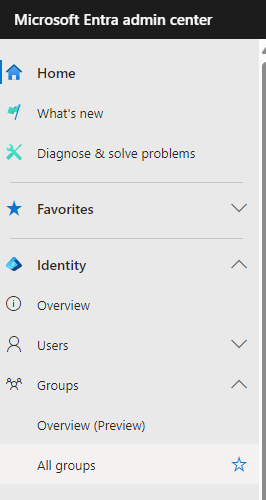 Microsoft Entra admin center
Home
What's new
Diagnose & solve problems
Favorites
Identity
Overview
Users
Groups
Overview (Preview)
All groups